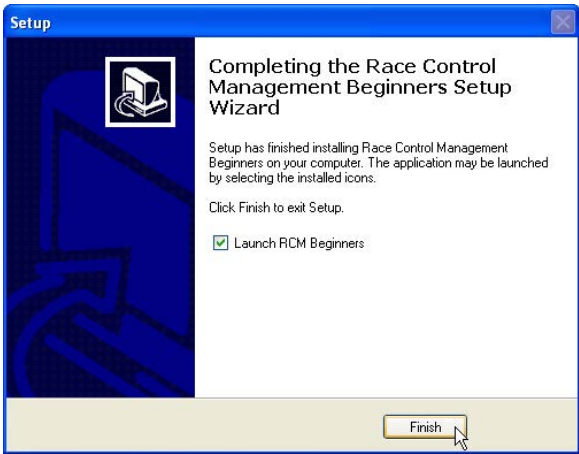 Setup
Completing the Race Control
Management Beginners Setup
Wizard
Setup has finished installing Race Control Management
Beginners on your computer. The application may be launched
by selecting the installed icons.
Click Finish to exit Setup.
Launch RCM Beginners
Finish